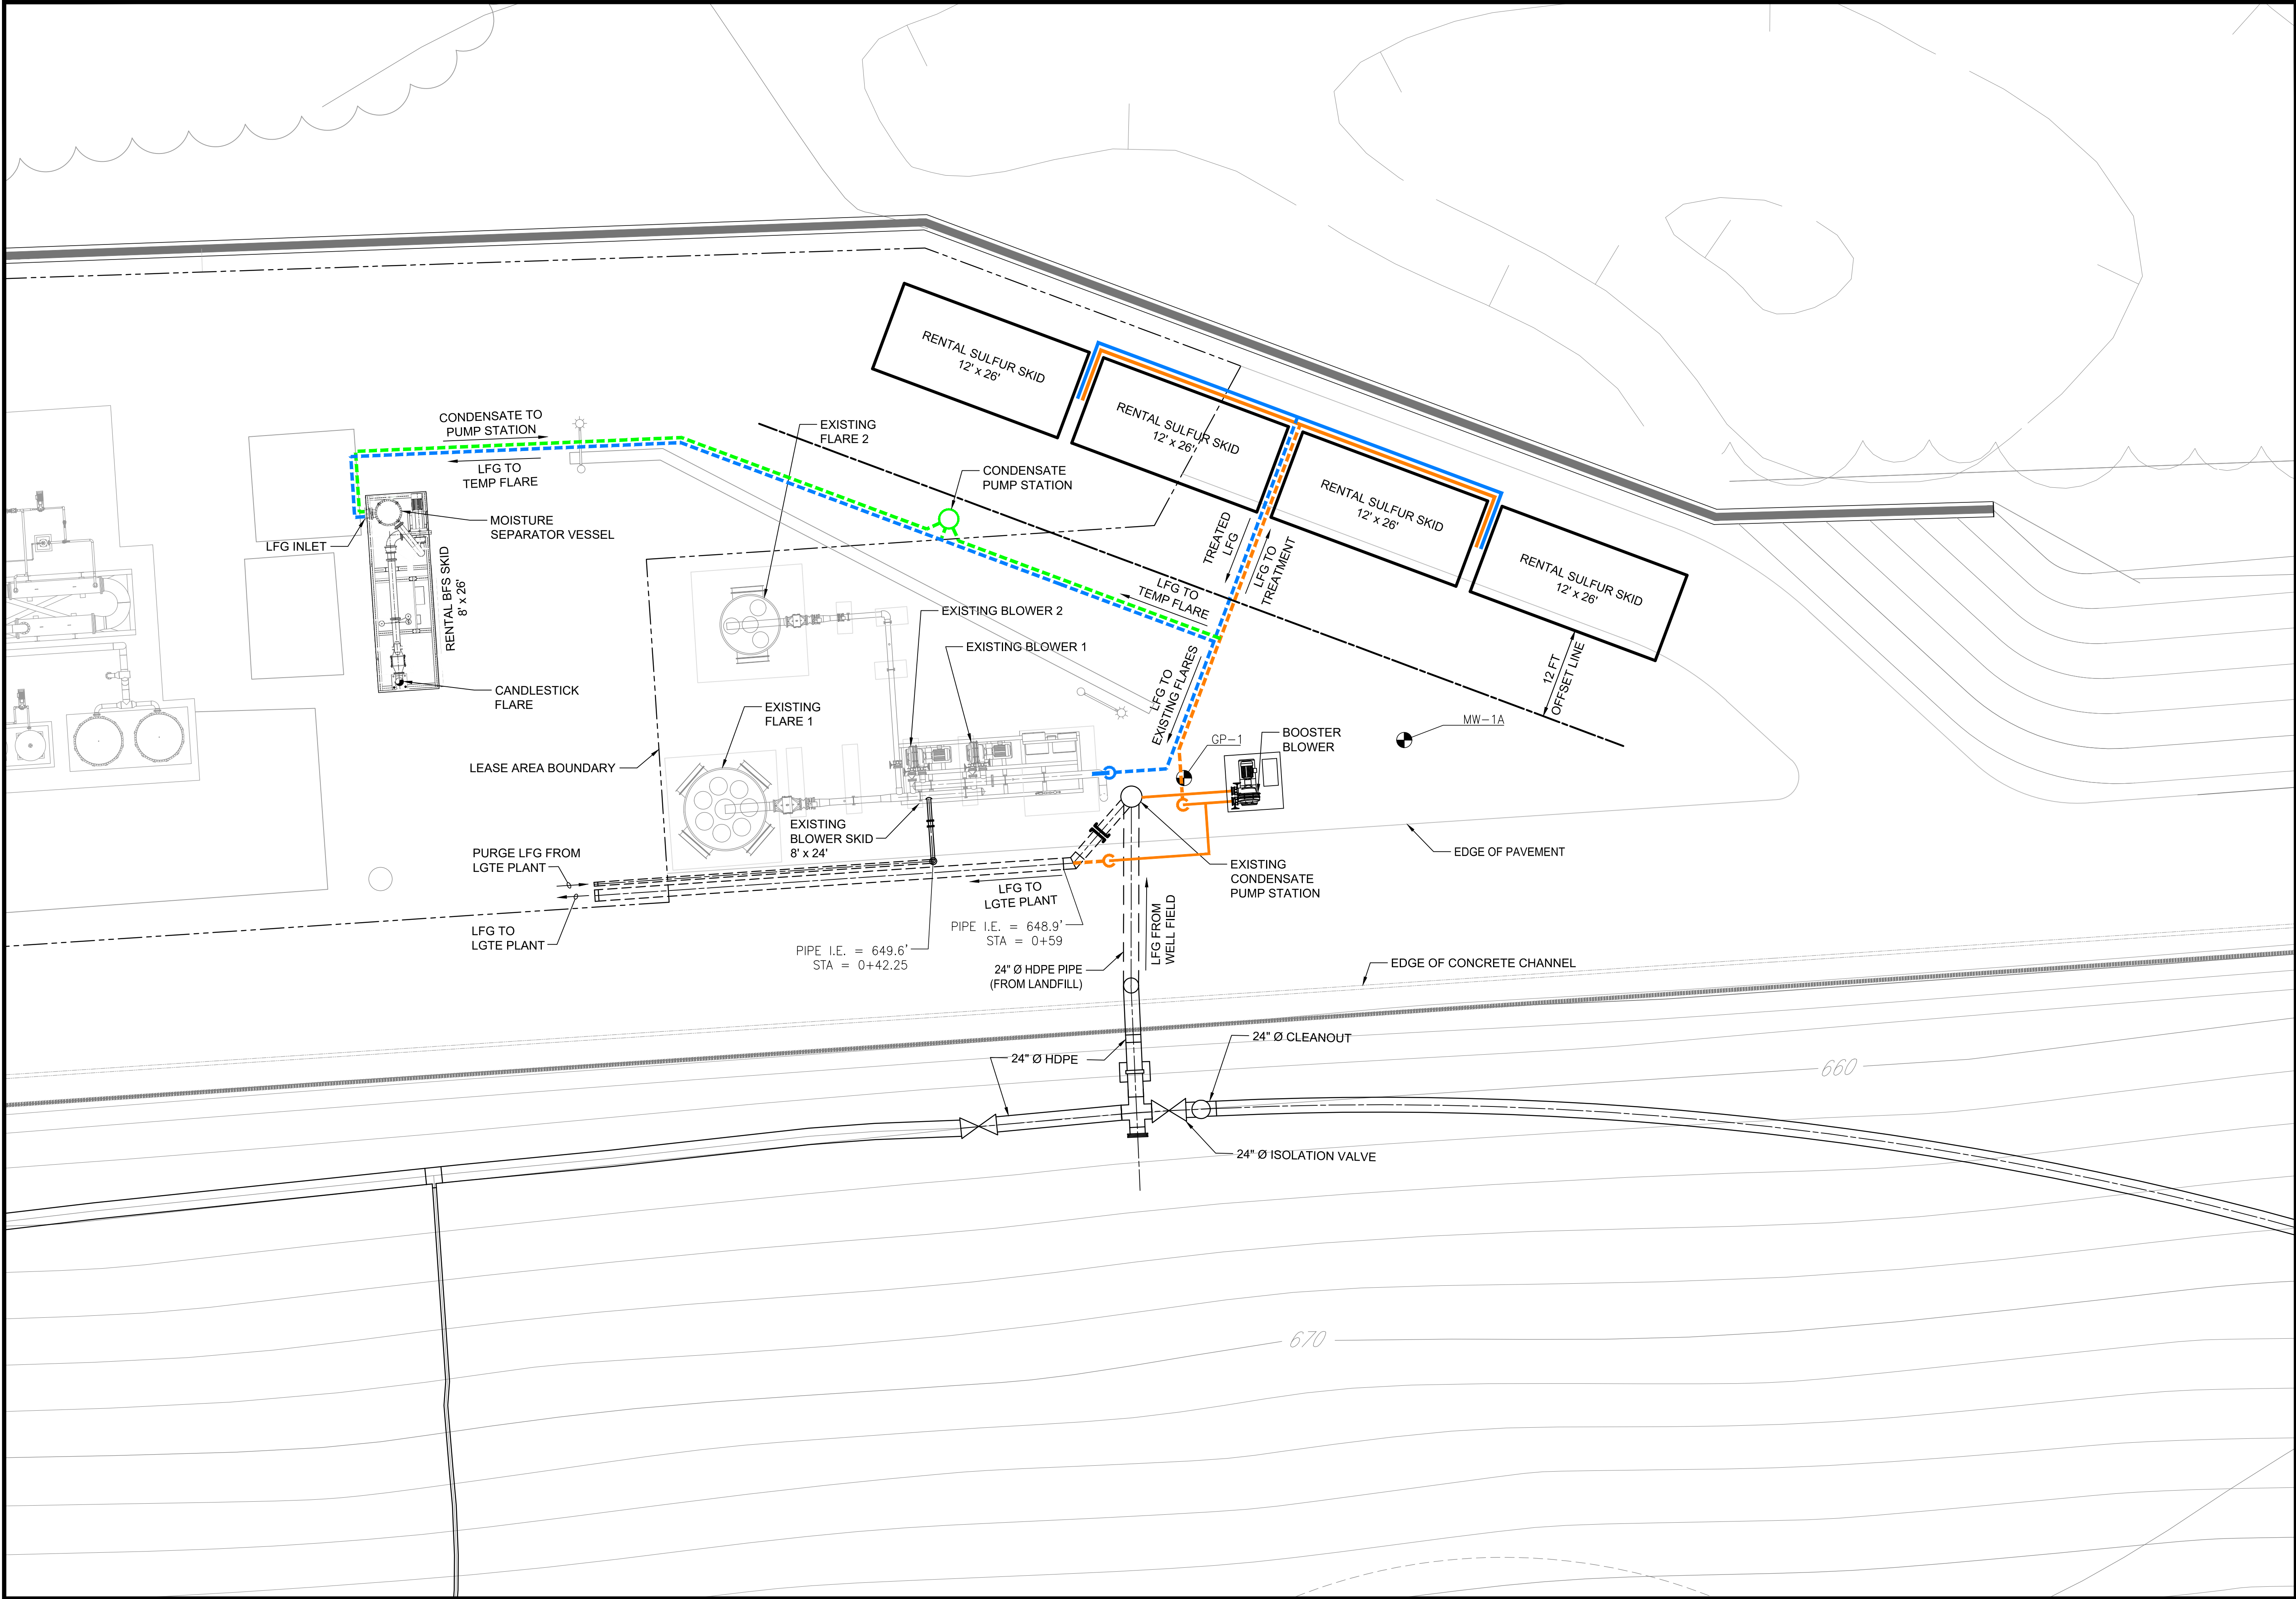 RENTAL SULFUR SKID
12' x 26'
RENTAL SULFUR SKID
12' x 26'
RENTAL SULFUR SKID
12' x 26'
RENTAL SULFUR SKID
12' x 26'
CONDENSATE TO
PUMP STATION
LFG TO
TEMP FLARE
EXISTING
FLARE 2
CONDENSATE
PUMP STATION
MOISTURE
SEPARATOR VESSEL
LFG INLET
RENTAL BFS SKID
8' x 26'
CANDLESTICK
FLARE
TREATED
LFG
LFG TO
TREATMENT
LFG TO
TEMP FLARE
LFG TO
EXISTING FLARES
12 FT
OFFSET LINE
EXISTING BLOWER 2
EXISTING BLOWER 1
EXISTING
FLARE 1
LEASE AREA BOUNDARY
GP-1
MW-1A
BOOSTER
BLOWER
EXISTING
BLOWER SKID
8' x 24'
PURGE LFG FROM
LGTE PLANT
LFG TO
LGTE PLANT
LFG TO
LGTE PLANT
EDGE OF PAVEMENT
EXISTING
CONDENSATE
PUMP STATION
LFG FROM
WELL FIELD
PIPE I.E. = 648.9'
STA = 0+59
PIPE I.E. = 649.6'
STA = 0+42.25
24" Ø HDPE PIPE
(FROM LANDFILL)
EDGE OF CONCRETE CHANNEL
24" Ø CLEANOUT
24" Ø HDPE
660
24" Ø ISOLATION VALVE
670